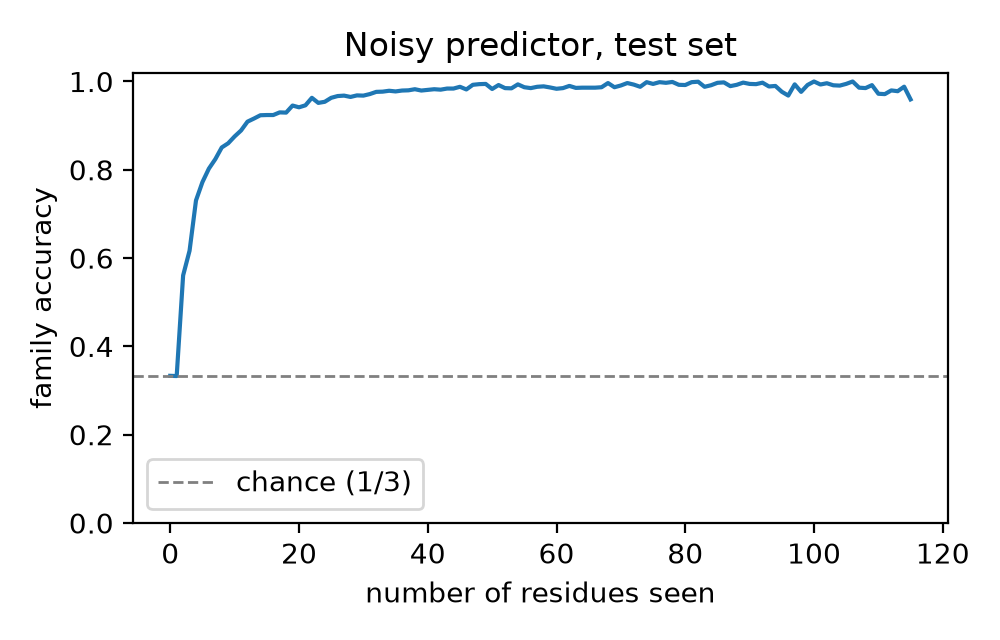 Noisy predictor, test set
family accuracy
1.0
0.8
0.6
0.4
0.2
0.0
chance (1/3)
0 20 40 60 80 100 120
number of residues seen